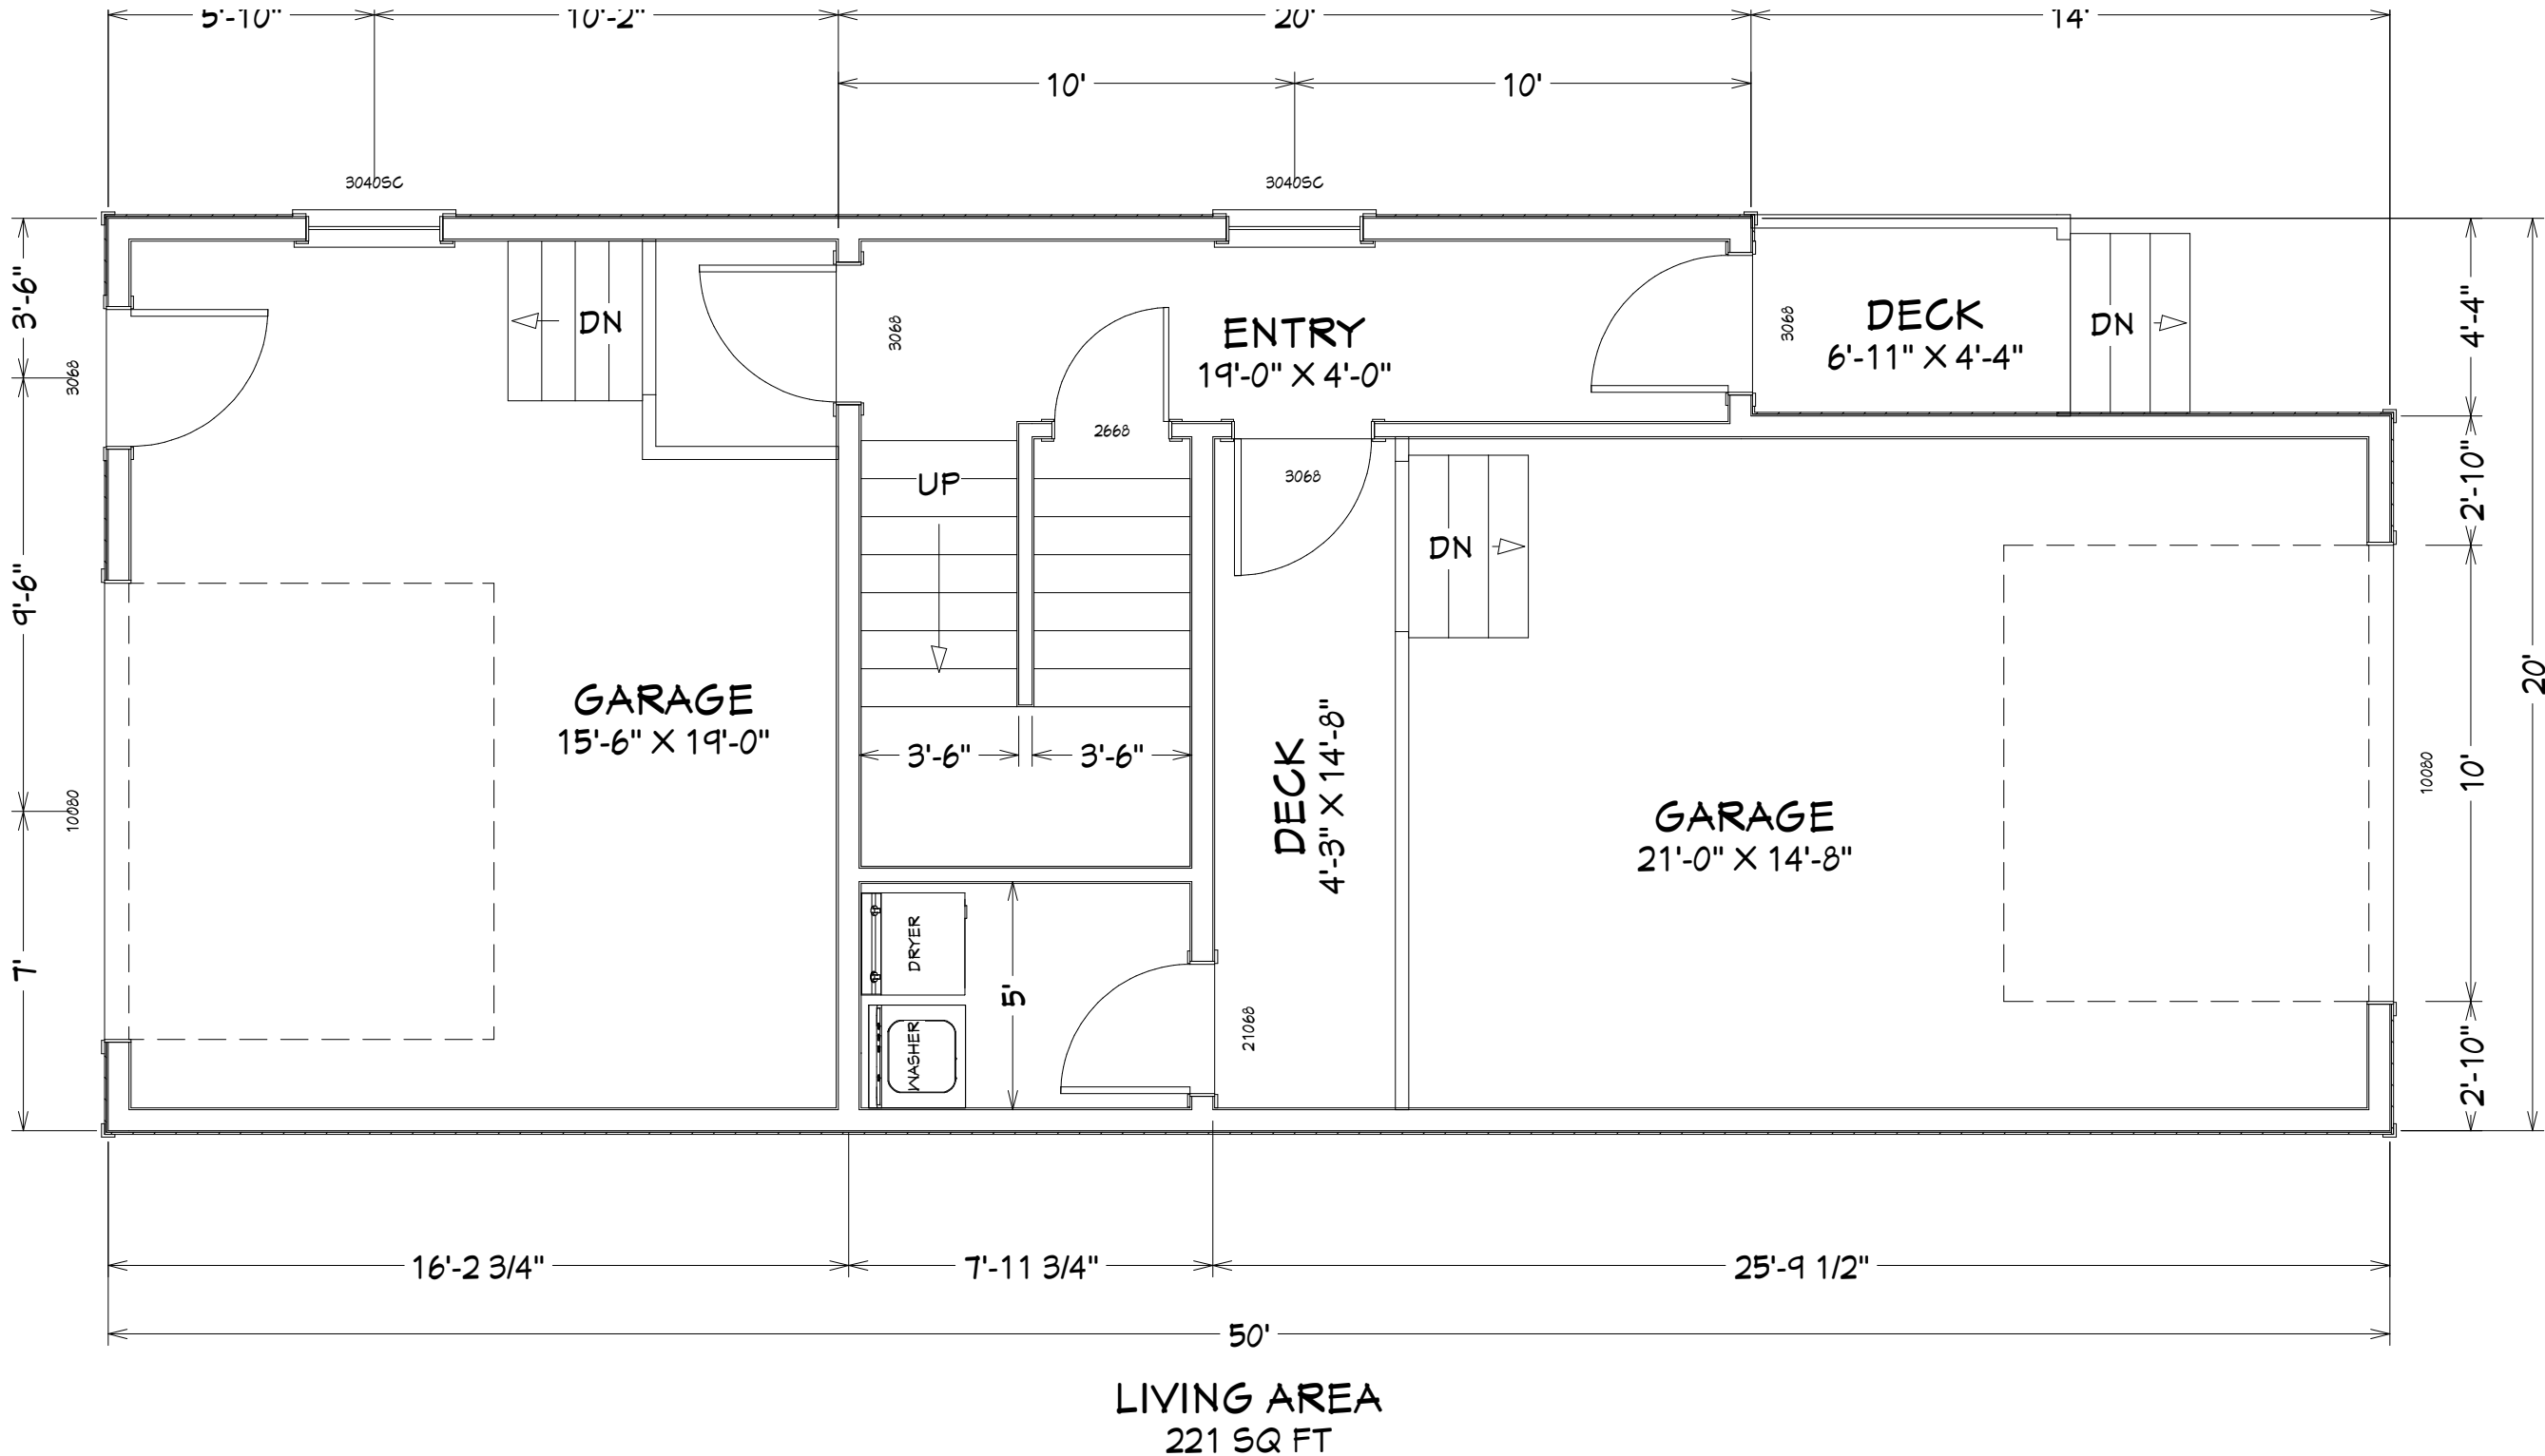 5'-10"
10'-2"
20'
14'
10'
10'
3040SC
3040SC
3'-6"
3068
DN
3068
ENTRY
19'-0" X 4'-0"
3068
DECK
6'-11" X 4'-4"
DN
4'-4"
2668
UP
3068
DN
2'-10"
9'-6"
GARAGE
15'-6" X 19'-0"
3'-6"
3'-6"
DECK
4'-3" X 14'-8"
GARAGE
21'-0" X 14'-8"
10080
10080
10'
20'
7'
DRYER
WASHER
5'
21068
2'-10"
16'-2 3/4"
7'-11 3/4"
25'-9 1/2"
50'
LIVING AREA
221 SQ FT